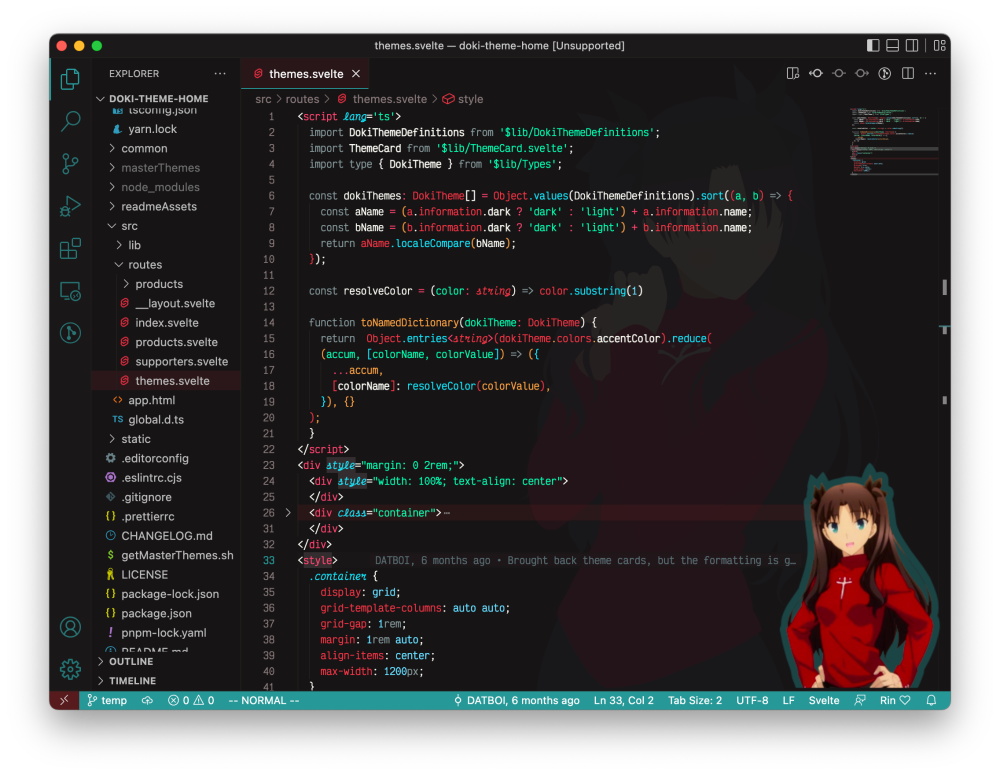 themes.svelte — doki-theme-home [Unsupported]
EXPLORER
DOKI-THEME-HOME
tsconfig.json
yarn.lock
common
masterThemes
node_modules
readmeAssets
src
lib
routes
products
__layout.svelte
index.svelte
products.svelte
supporters.svelte
themes.svelte
app.html
TS global.d.ts
static
.editorconfig
.eslintrc.cjs
.gitignore
.prettierrc
CHANGELOG.md
getMasterThemes.sh
LICENSE
package-lock.json
package.json
pnpm-lock.yaml
README.md
OUTLINE
TIMELINE
themes.svelte
src > routes > themes.svelte > style
1 <script lang='ts'>
2 import DokiThemeDefinitions from '$lib/DokiThemeDefinitions';
3 import ThemeCard from '$lib/ThemeCard.svelte';
4 import type { DokiTheme } from '$lib/Types';
5
6 const dokiThemes: DokiTheme[] = Object.values(DokiThemeDefinitions).sort((a, b) => {
7 const aName = (a.information.dark ? 'dark' : 'light') + a.information.name;
8 const bName = (b.information.dark ? 'dark' : 'light') + b.information.name;
9 return aName.localeCompare(bName);
10 });
11
12 const resolveColor = (color: string) => color.substring(1)
13
14 function toNamedDictionary(dokiTheme: DokiTheme) {
15 return Object.entries<string>(dokiTheme.colors.accentColor).reduce(
16 (accum, [colorName, colorValue]) => ({
17 ...accum,
18 [colorName]: resolveColor(colorValue),
19 }), {}
20 );
21 }
22 </script>
23 <div style="margin: 0 2rem;">
24 <div style="width: 100%; text-align: center">
25 </div>
26 > <div class="container">⋯
31 </div>
32 </div>
33 <style> DATBOI, 6 months ago • Brought back theme cards, but the formatting is g…
34 .container {
35 display: grid;
36 grid-template-columns: auto auto;
37 grid-gap: 1rem;
38 margin: 1rem auto;
39 align-items: center;
40 max-width: 1200px;
41 }
temp 0 0 -- NORMAL -- DATBOI, 6 months ago Ln 33, Col 2 Tab Size: 2 UTF-8 LF Svelte Rin ♡